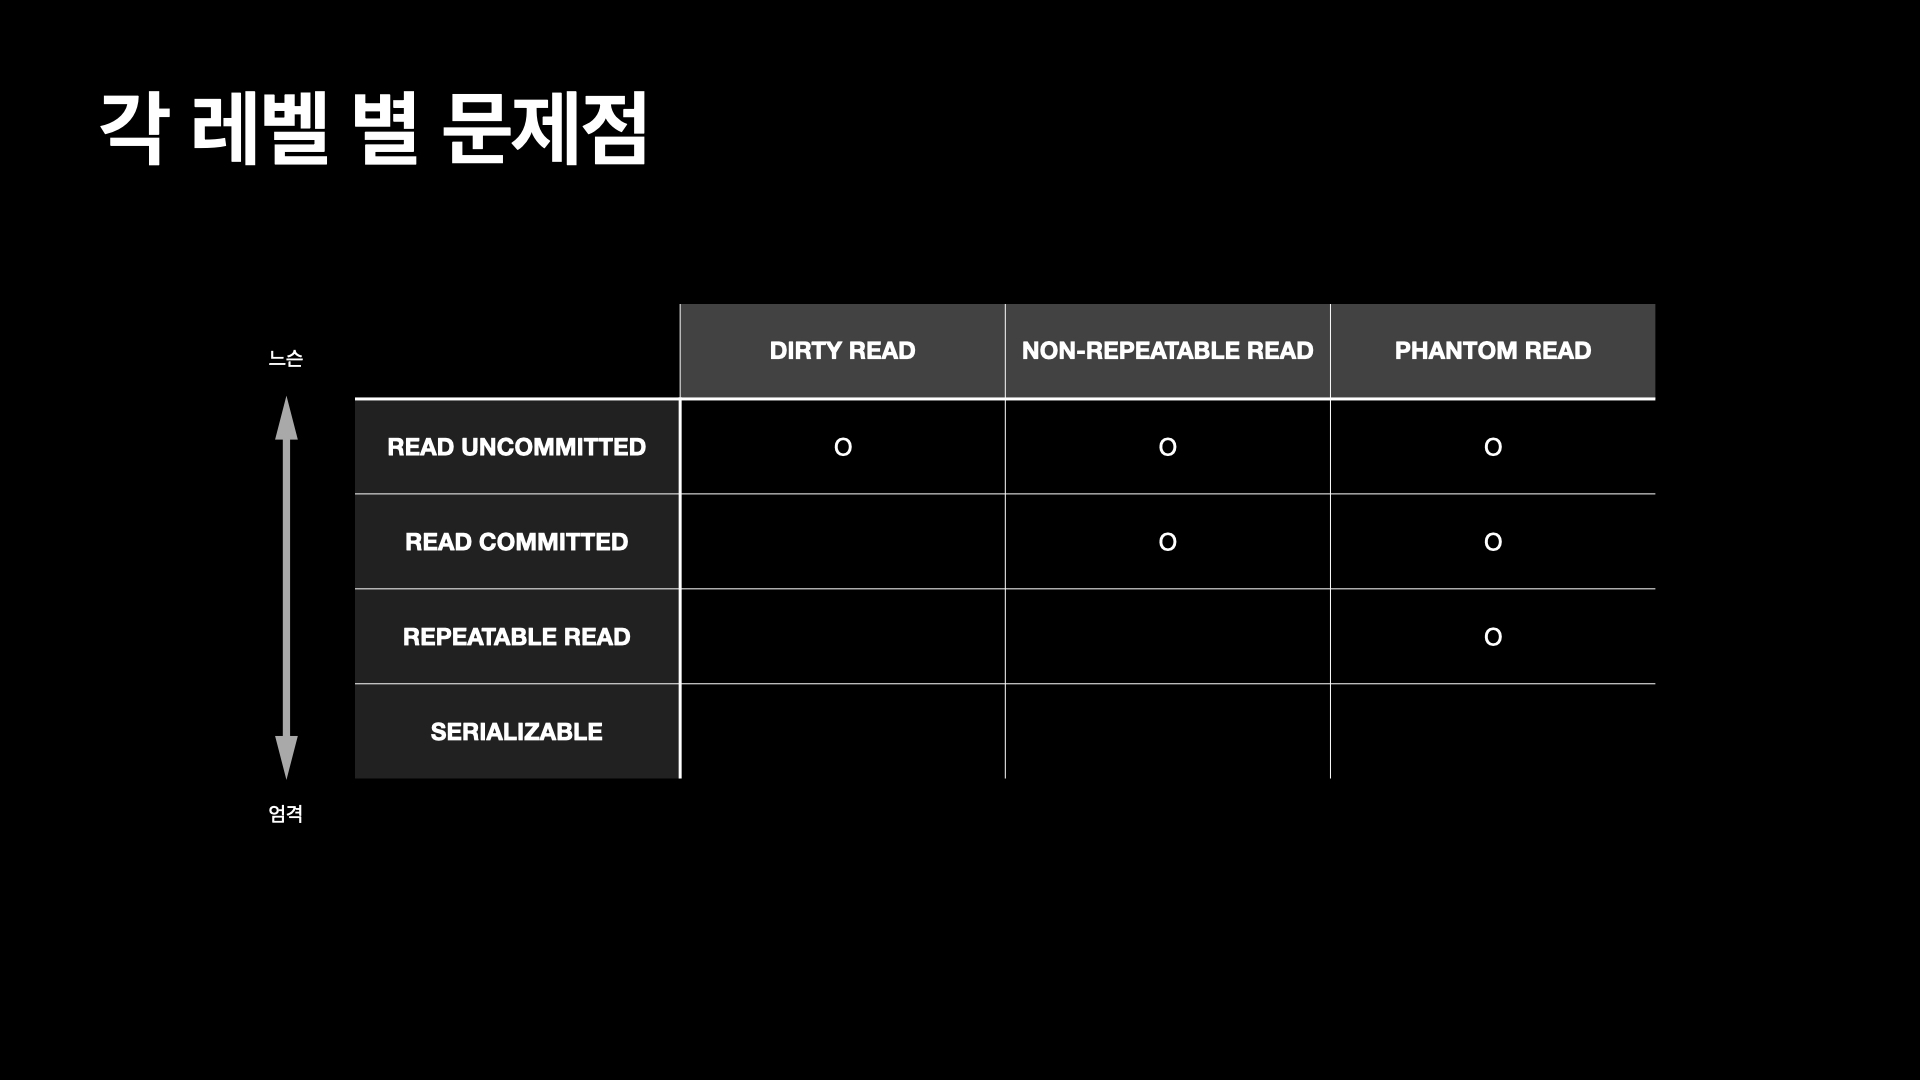 각 레벨 별 문제점
느슨
DIRTY READ NON-REPEATABLE READ PHANTOM READ
READ UNCOMMITTED O O O
READ COMMITTED O O
REPEATABLE READ O
SERIALIZABLE
엄격